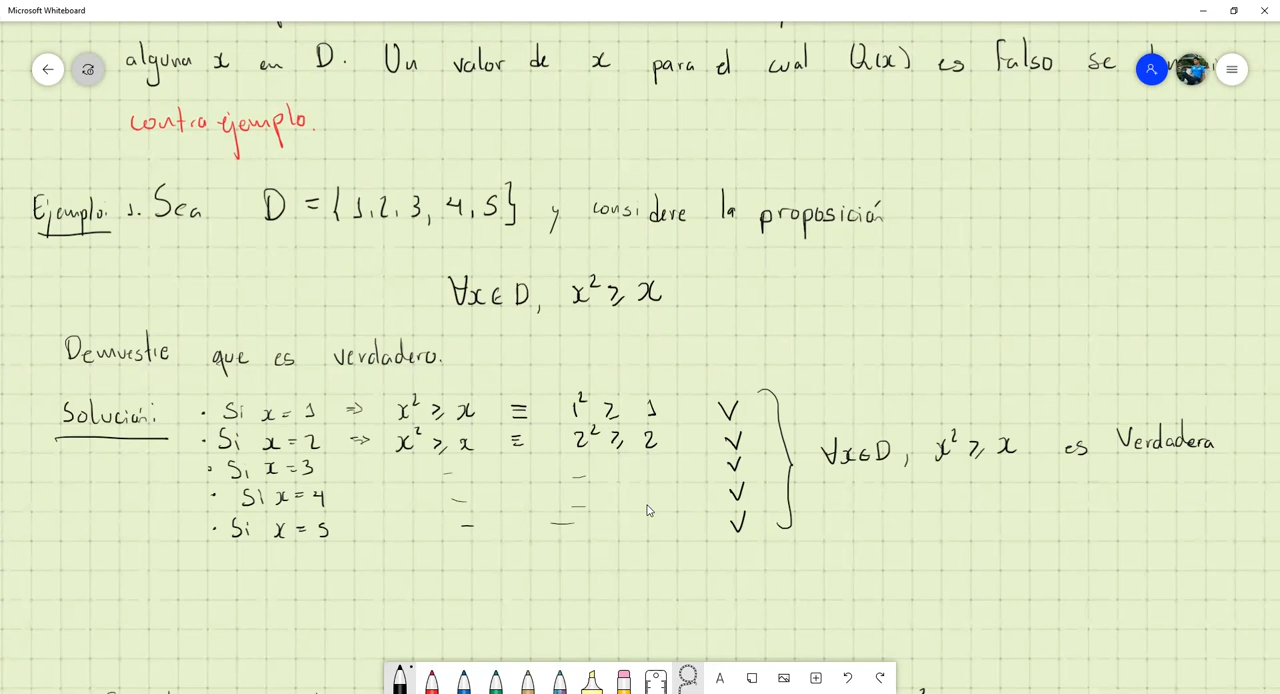 Microsoft Whiteboard
alguna x en D. Un valor de x para el cual Q(x) es falso se
contraejemplo.
Ejemplo: 1. Sea D = {1, 2, 3, 4, 5} y considere la proposición
∀x∈D, x² ≥ x
Demuestre que es verdadero.
Solución: · Si x = 1 ⇒ x² ≥ x ≡ 1² ≥ 1 V
· Si x = 2 ⇒ x² ≥ x ≡ 2² ≥ 2 V
· Si x = 3 – – V
· Si x = 4 – – V
· Si x = 5 – – V
∀x∈D, x² ≥ x es Verdadera